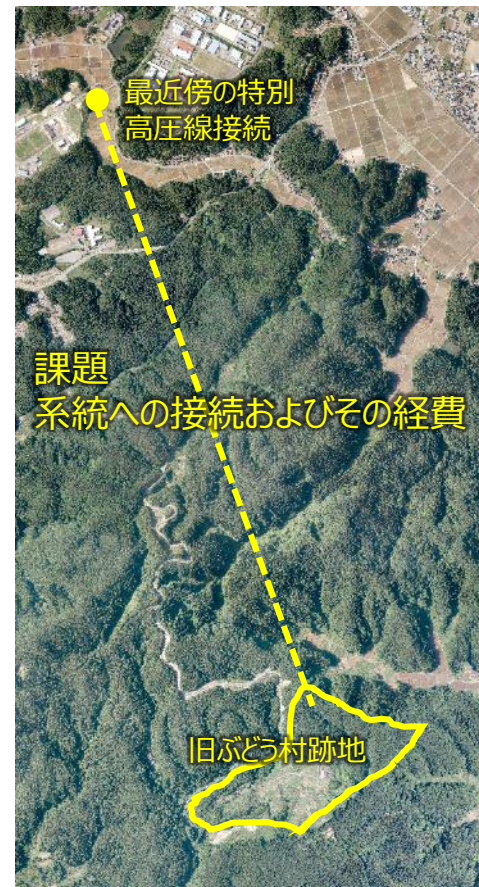 最近傍の特別
高圧線接続
課題
系統への接続およびその経費
旧ぶどう村跡地